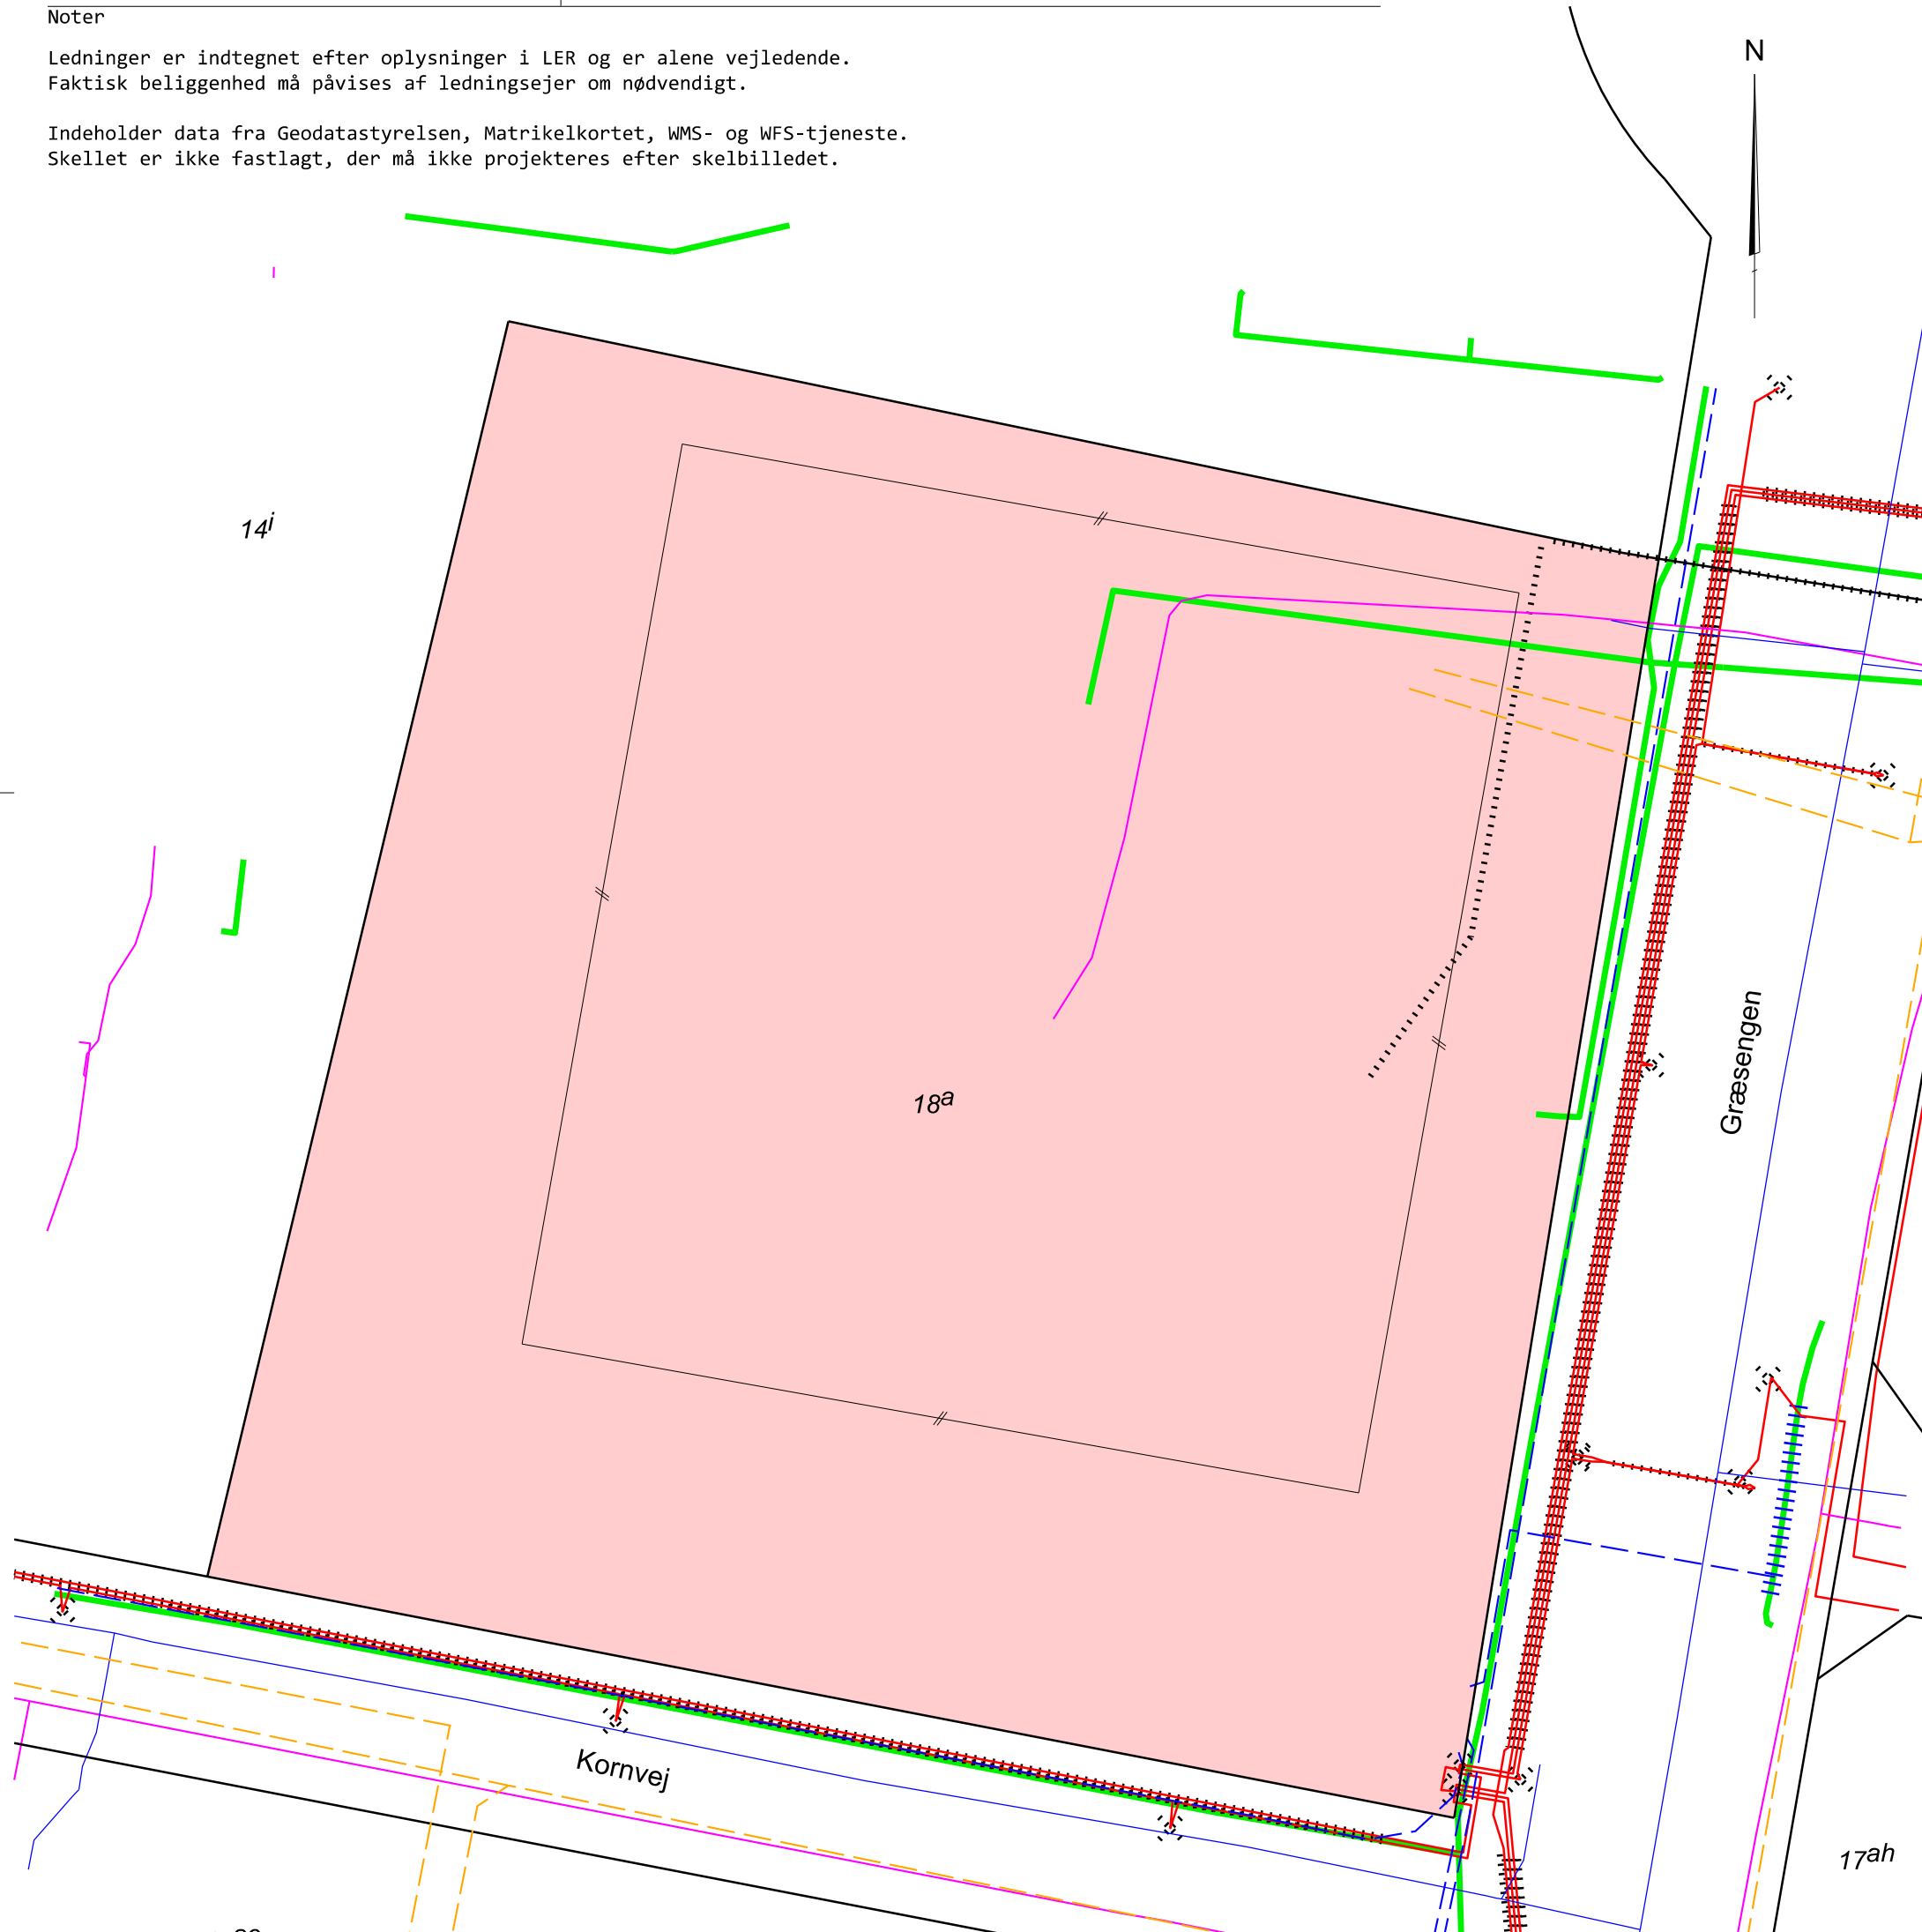 Noter
Ledninger er indtegnet efter oplysninger i LER og er alene vejledende.
Faktisk beliggenhed må påvises af ledningsejer om nødvendigt.
Indeholder data fra Geodatastyrelsen, Matrikelkortet, WMS- og WFS-tjeneste.
Skellet er ikke fastlagt, der må ikke projekteres efter skelbilledet.
N
14i
18a
Græsengen
Kornvej
17ah